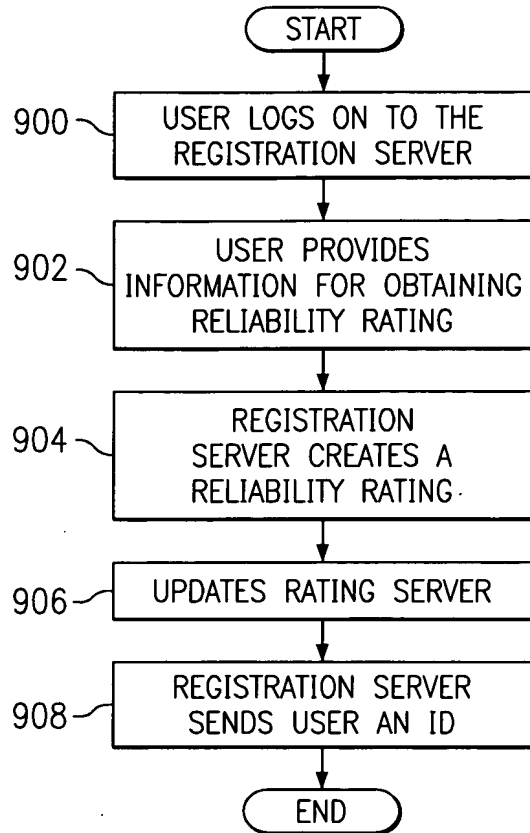 START
900
USER LOGS ON TO THE
REGISTRATION SERVER
902
USER PROVIDES
INFORMATION FOR OBTAINING
RELIABILITY RATING
904
REGISTRATION
SERVER CREATES A
RELIABILITY RATING
906
UPDATES RATING SERVER
908
REGISTRATION SERVER
SENDS USER AN ID
END